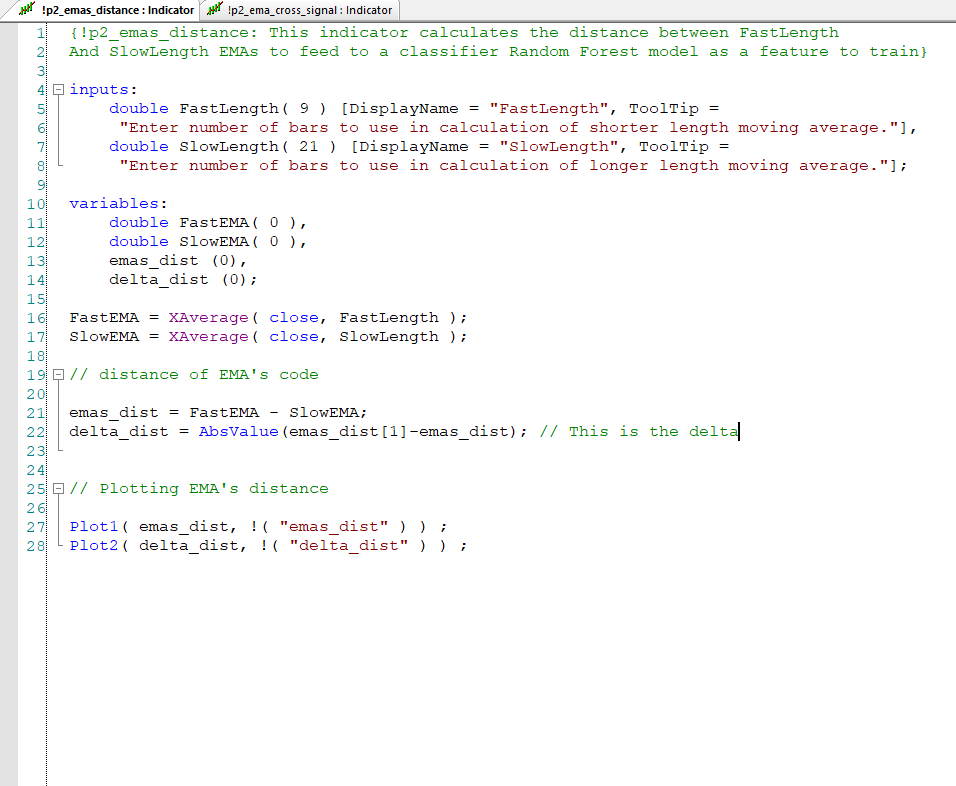 !p2_emas_distance : Indicator !p2_ema_cross_signal : Indicator
1 {!p2_emas_distance: This indicator calculates the distance between FastLength
2 And SlowLength EMAs to feed to a classifier Random Forest model as a feature to train}
3
4 inputs:
5 double FastLength( 9 ) [DisplayName = "FastLength", ToolTip =
6 "Enter number of bars to use in calculation of shorter length moving average."],
7 double SlowLength( 21 ) [DisplayName = "SlowLength", ToolTip =
8 "Enter number of bars to use in calculation of longer length moving average."];
9
10 variables:
11 double FastEMA( 0 ),
12 double SlowEMA( 0 ),
13 emas_dist (0),
14 delta_dist (0);
15
16 FastEMA = XAverage( close, FastLength );
17 SlowEMA = XAverage( close, SlowLength );
18
19 // distance of EMA's code
20
21 emas_dist = FastEMA - SlowEMA;
22 delta_dist = AbsValue(emas_dist[1]-emas_dist); // This is the delta
23
24
25 // Plotting EMA's distance
26
27 Plot1( emas_dist, !( "emas_dist" ) ) ;
28 Plot2( delta_dist, !( "delta_dist" ) ) ;